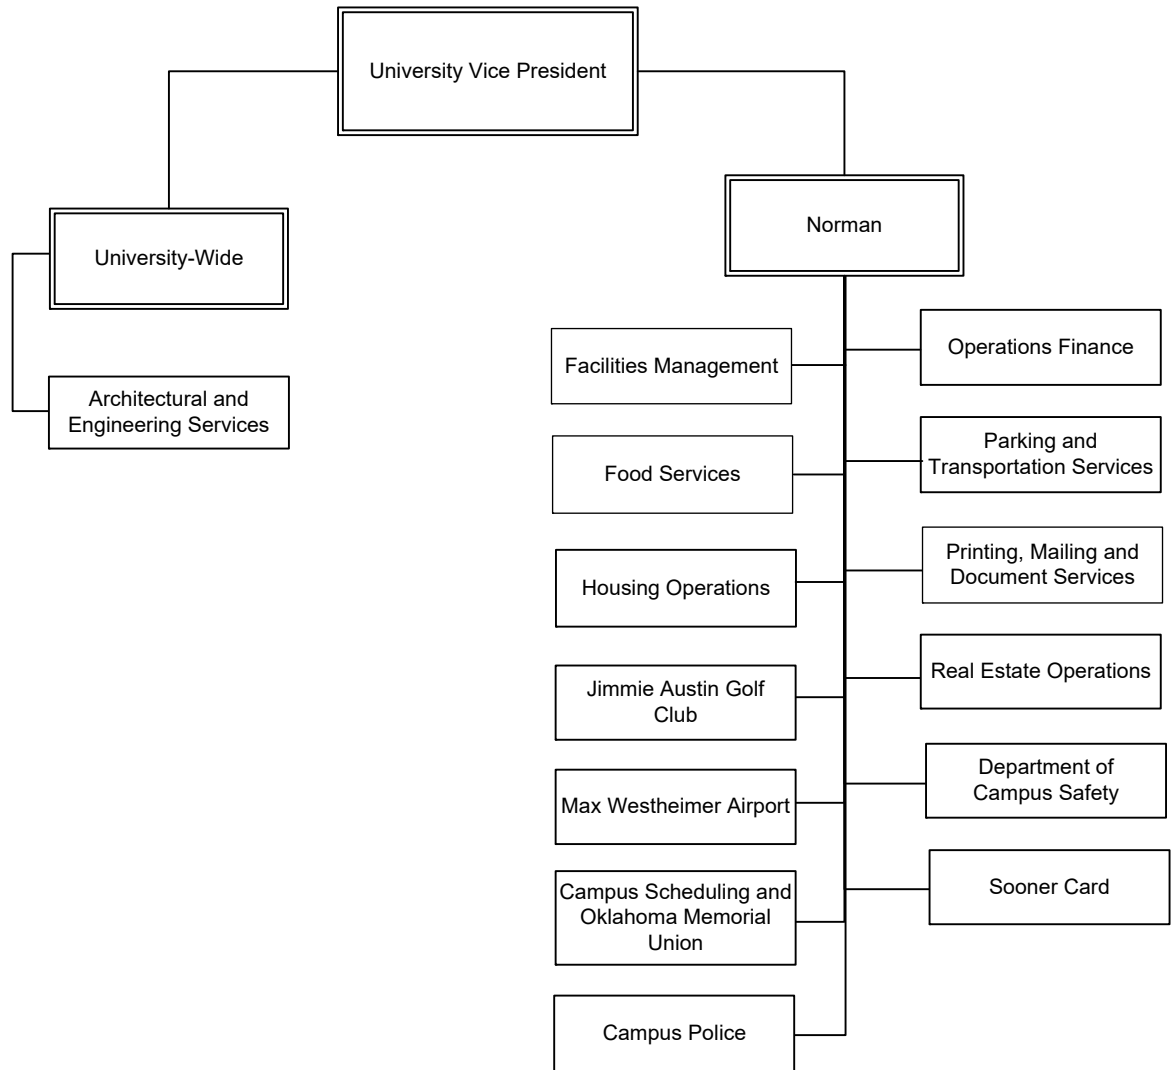 University Vice President
University-Wide
Architectural and
Engineering Services
Norman
Facilities Management
Food Services
Housing Operations
Jimmie Austin Golf
Club
Max Westheimer Airport
Campus Scheduling and
Oklahoma Memorial
Union
Campus Police
Operations Finance
Parking and
Transportation Services
Printing, Mailing and
Document Services
Real Estate Operations
Department of
Campus Safety
Sooner Card